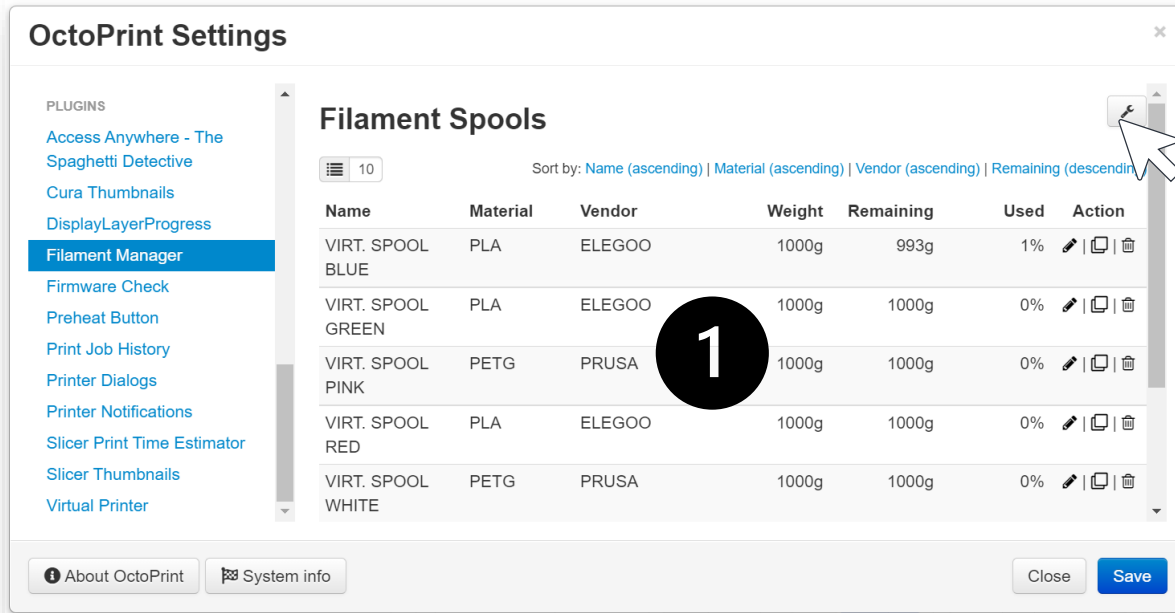 OctoPrint Settings
×
PLUGINS
Access Anywhere - The
Spaghetti Detective
Cura Thumbnails
DisplayLayerProgress
Filament Manager
Firmware Check
Preheat Button
Print Job History
Printer Dialogs
Printer Notifications
Slicer Print Time Estimator
Slicer Thumbnails
Virtual Printer
Filament Spools
10
Sort by: Name (ascending) | Material (ascending) | Vendor (ascending) | Remaining
Name Material Vendor Weight Remaining Used Action
VIRT. SPOOL PLA ELEGOO 1000g 993g 1% | |
BLUE
VIRT. SPOOL PLA ELEGOO 1000g 1000g 0% | |
GREEN
VIRT. SPOOL PETG PRUSA 1000g 1000g 0% | |
PINK
1
VIRT. SPOOL PLA ELEGOO 1000g 1000g 0% | |
RED
VIRT. SPOOL PETG PRUSA 1000g 1000g 0% | |
WHITE
About OctoPrint System info Close Save